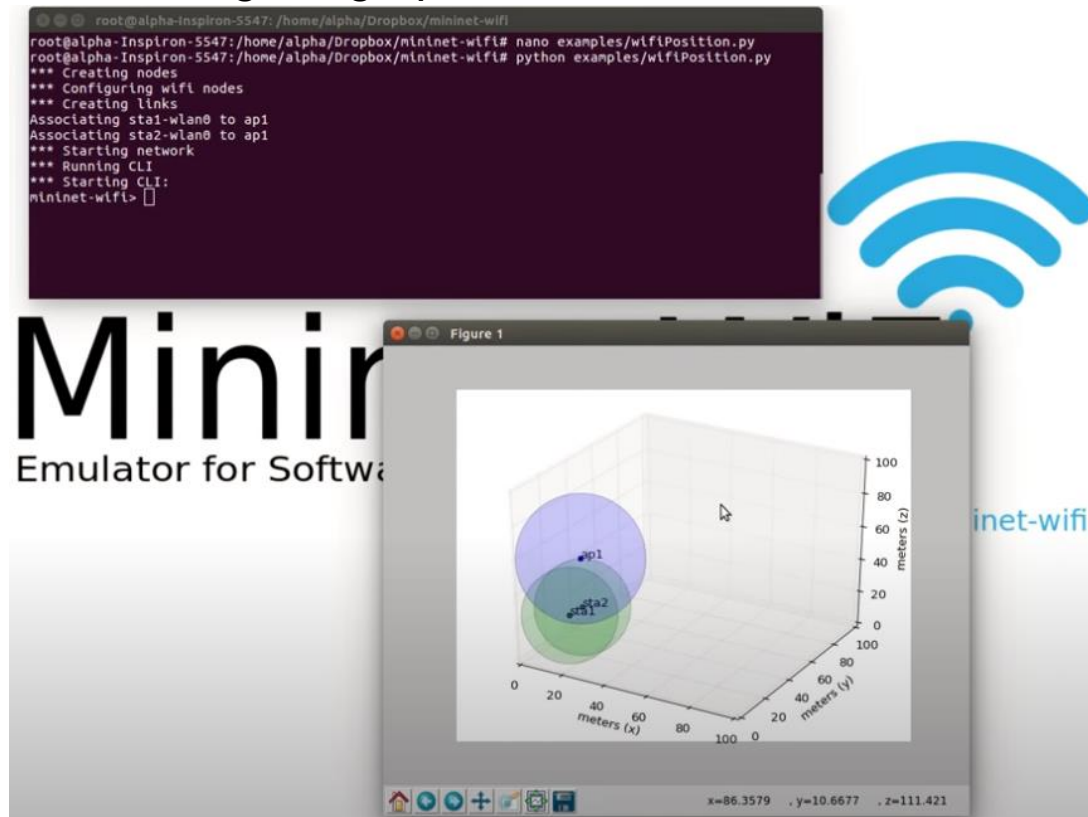 root@alpha-Inspiron-5547: /home/alpha/Dropbox/mininet-wifi
root@alpha-Inspiron-5547:/home/alpha/Dropbox/mininet-wifi# nano examples/wifiPosition.py
root@alpha-Inspiron-5547:/home/alpha/Dropbox/mininet-wifi# python examples/wifiPosition.py
*** Creating nodes
*** Configuring wifi nodes
*** Creating links
Associating sta1-wlan0 to ap1
Associating sta2-wlan0 to ap1
*** Starting network
*** Running CLI
*** Starting CLI:
mininet-wifi>
Minin
Emulator for Softwa
inet-wifi
Figure 1
ap1
sta2
sta1
100
80
60
40
20
0
meters (z)
100
80
60
40
20
0
meters (y)
0
20
40
60
80
100
meters (x)
x=86.3579 , y=10.6677 , z=111.421